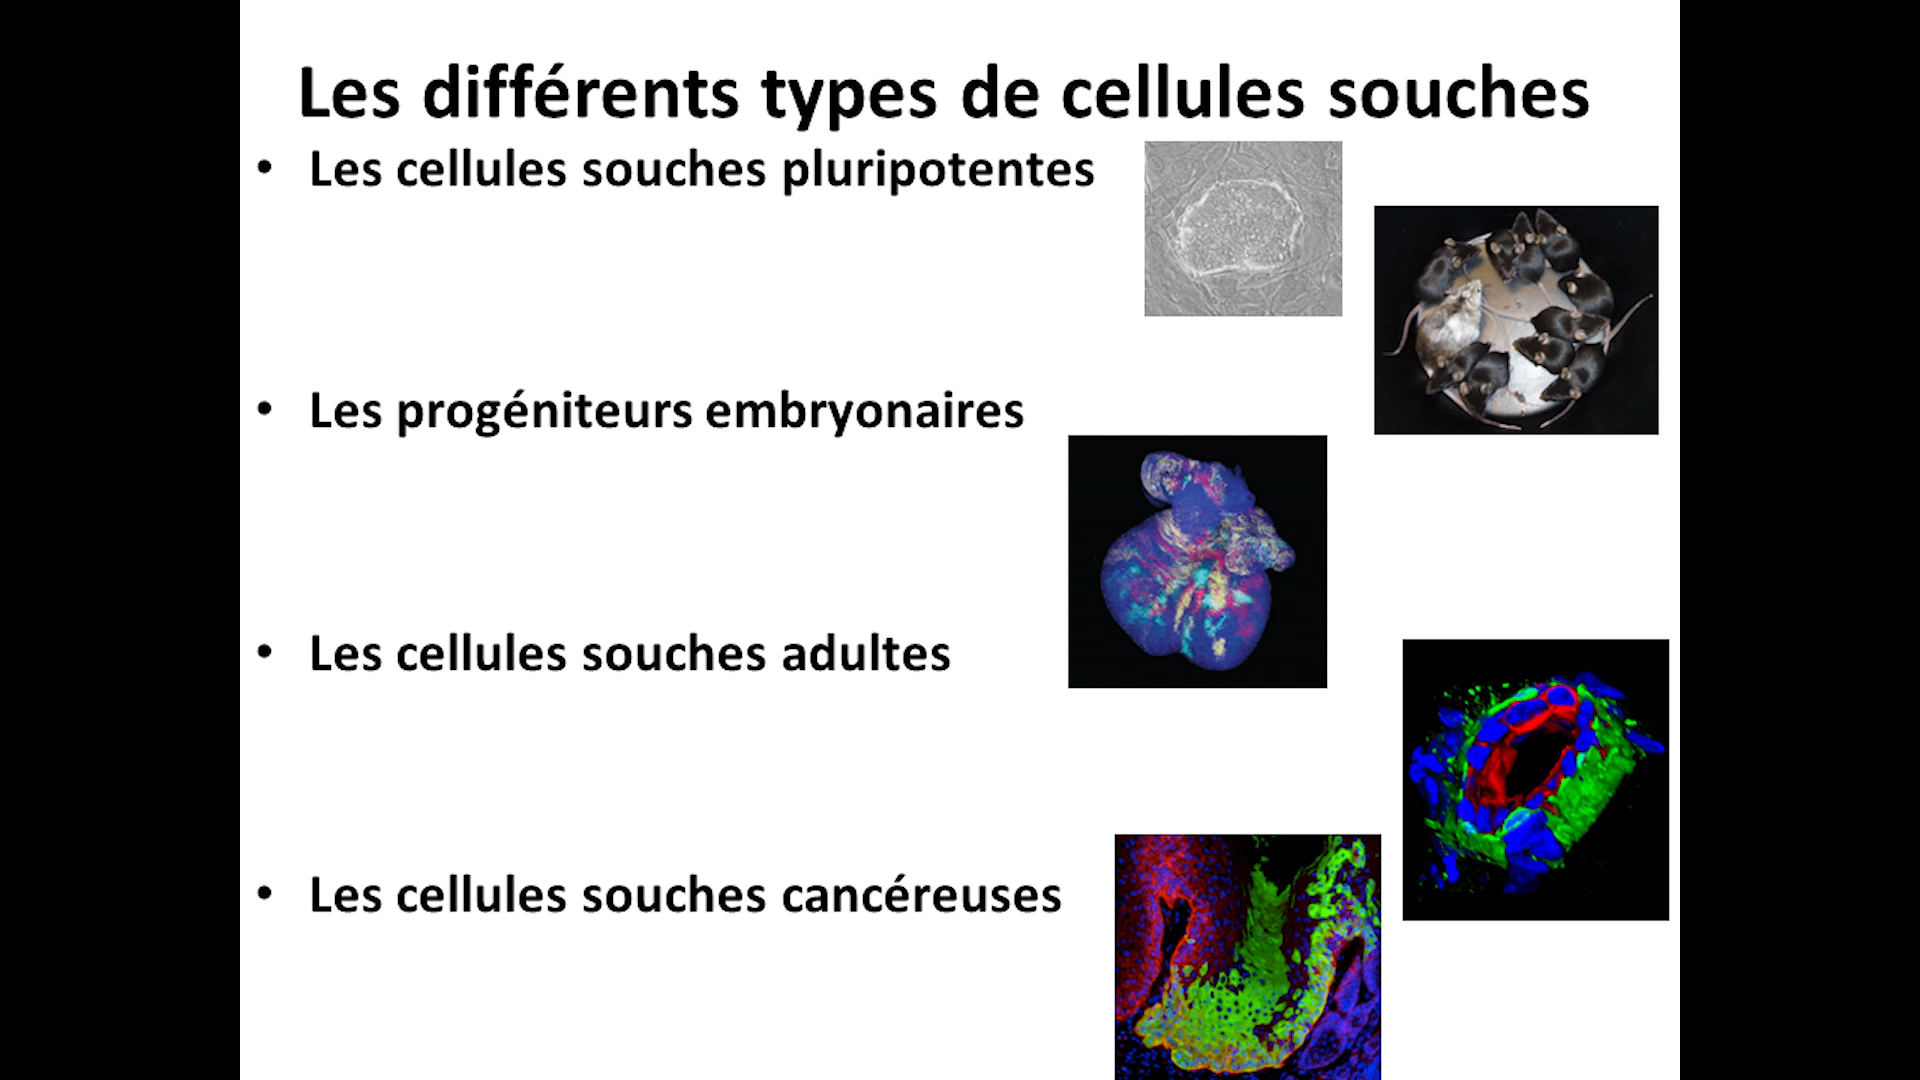 Les différents types de cellules souches
• Les cellules souches pluripotentes
• Les progéniteurs embryonaires
• Les cellules souches adultes
• Les cellules souches cancéreuses